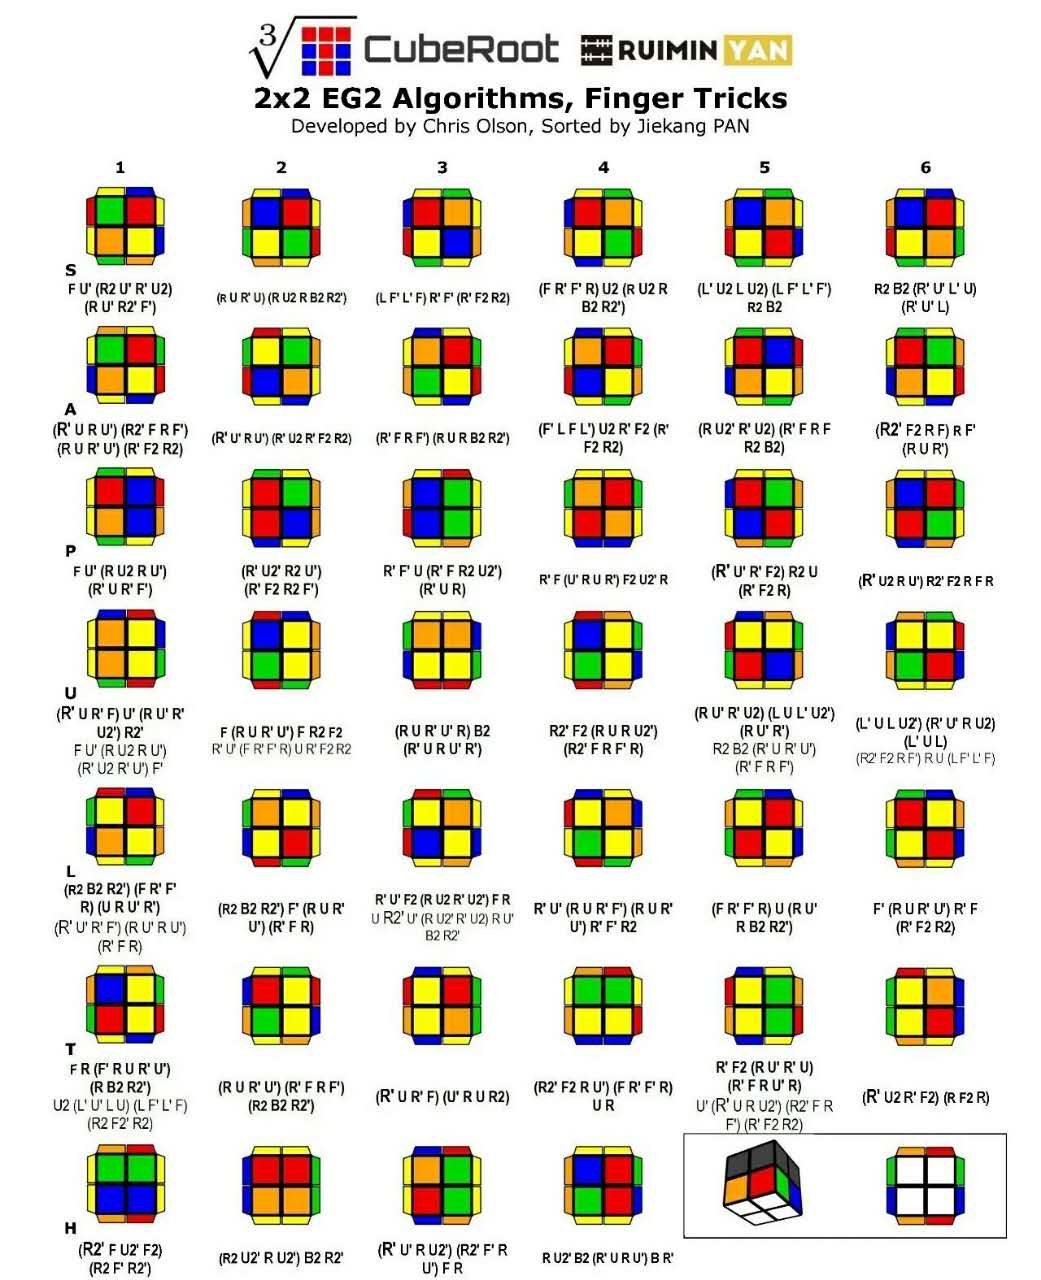 3
CubeRoot RUIMIN YAN
2x2 EG2 Algorithms, Finger Tricks
Developed by Chris Olson, Sorted by Jiekang PAN
1 2 3 4 5 6
S
F U' (R2 U' R' U2)
(R U' R2' F')
(R U R' U) (R U2 R B2 R2')
(L F' L' F) R' F' (R' F2 R2)
(F R' F' R) U2 (R U2 R
B2 R2')
(L' U2 L U2) (L F' L' F')
R2 B2
R2 B2 (R' U' L' U)
(R' U' L)
A
(R' U R U') (R2' F R F')
(R U R' U') (R' F2 R2)
(R' U' R U') (R' U2 R' F2 R2)
(R' F R F') (R U R B2 R2')
(F' L F L') U2 R' F2 (R'
F2 R2)
(R U2' R' U2) (R' F R F
R2 B2)
(R2' F2 R F) R F'
(R U R')
P
F U' (R U2 R U')
(R' U R' F')
(R' U2' R2 U')
(R' F2 R2 F')
R' F' U (R' F R2 U2')
(R' U R)
R' F (U' R U R') F2 U2' R
(R' U' R' F2) R2 U
(R' F2 R)
(R' U2 R U') R2' F2 R F R
U
(R' U R' F) U' (R U' R'
U2') R2'
F U' (R U2 R U')
(R' U2 R' U') F'
F (R U R' U') F R2 F2
R' U' (F R' F' R) U R' F2 R2
(R U R' U' R) B2
(R' U R U' R')
R2' F2 (R U R U2')
(R2' F R F' R)
(R U' R' U2) (L U L' U2')
(R U' R')
R2 B2 (R' U R' U')
(R' F R F')
(L' U L U2') (R' U' R U2)
(L' U L)
(R2' F2 R F') R U (L F' L' F)
L
(R2 B2 R2') (F R' F'
R) (U R U' R')
(R' U' R' F') (R U' R U')
(R' F R)
(R2 B2 R2') F' (R U R'
U') (R' F R)
R' U' F2 (R U2 R' U2') F R
U R2' U' (R U2' R' U2) R U'
B2 R2'
R' U' (R U R' F') (R U R'
U') R' F' R2
(F R' F' R) U (R U'
R B2 R2')
F' (R U R' U') R' F
(R' F2 R2)
T
F R (F' R U R' U')
(R B2 R2')
U2 (L' U' L U) (L F' L' F)
(R2 F2' R2)
(R U R' U') (R' F R F')
(R2 B2 R2')
(R' U R' F) (U' R U R2)
(R2' F2 R U') (F R' F' R)
U R
R' F2 (R U' R' U)
(R' F R U' R)
U' (R' U R U2') (R2' F R
F') (R' F2 R2)
(R' U2 R' F2) (R F2 R)
H
(R2' F U2' F2)
(R2' F' R2')
(R2 U2' R U2') B2 R2'
(R' U' R U2') (R2' F' R
U') F R
R U2' B2 (R' U R U') B R'